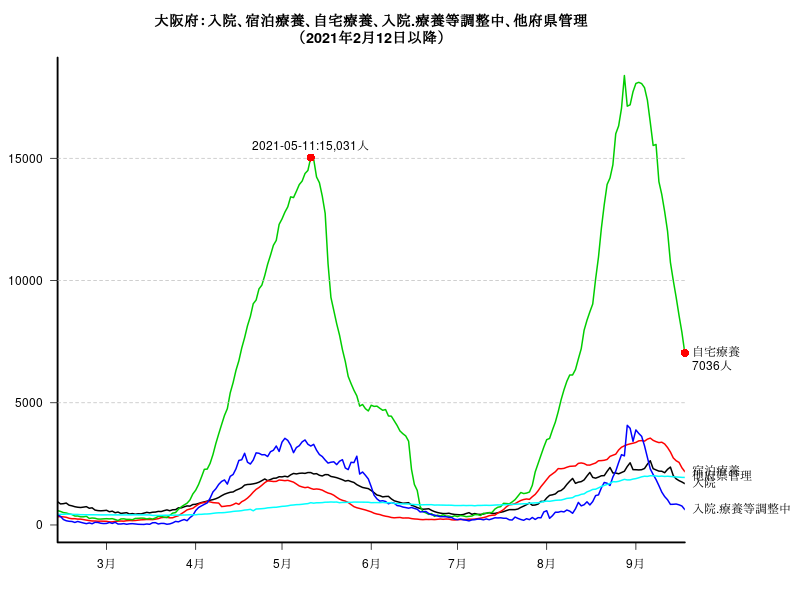 大阪府:入院、宿泊療養、自宅療養、入院.療養等調整中、他府県管理
（2021年2月12日以降）
2021-05-11:15,031人
15000
10000
5000
0
自宅療養
7036人
宿泊療養
他府県管理
入院
入院.療養等調整中
3月 4月 5月 6月 7月 8月 9月